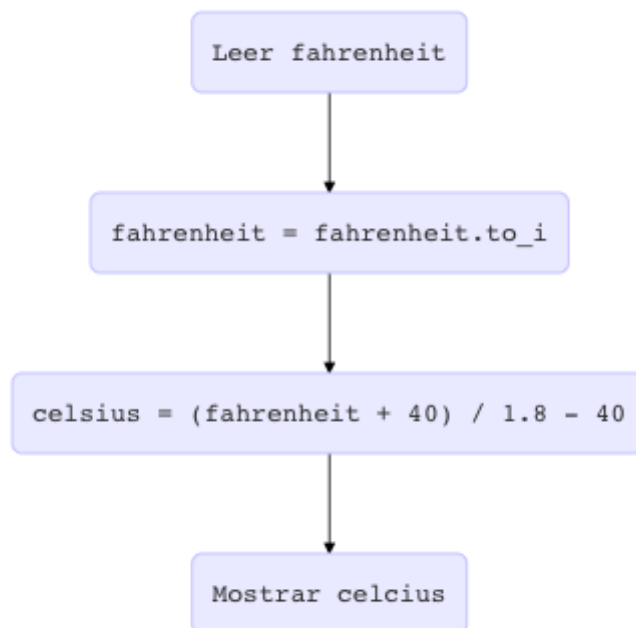 Leer fahrenheit
fahrenheit = fahrenheit.to_i
celsius = (fahrenheit + 40) / 1.8 - 40
Mostrar celcius